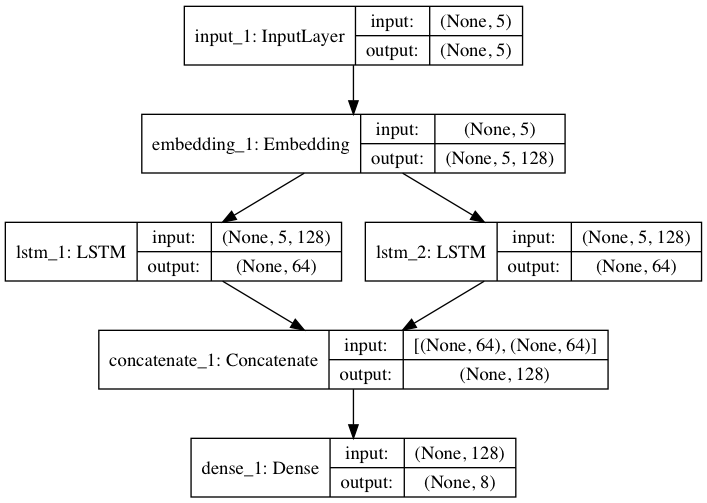 input_1: InputLayer
input: (None, 5)
output: (None, 5)
embedding_1: Embedding
input: (None, 5)
output: (None, 5, 128)
lstm_1: LSTM
input: (None, 5, 128)
output: (None, 64)
lstm_2: LSTM
input: (None, 5, 128)
output: (None, 64)
concatenate_1: Concatenate
input: [(None, 64), (None, 64)]
output: (None, 128)
dense_1: Dense
input: (None, 128)
output: (None, 8)